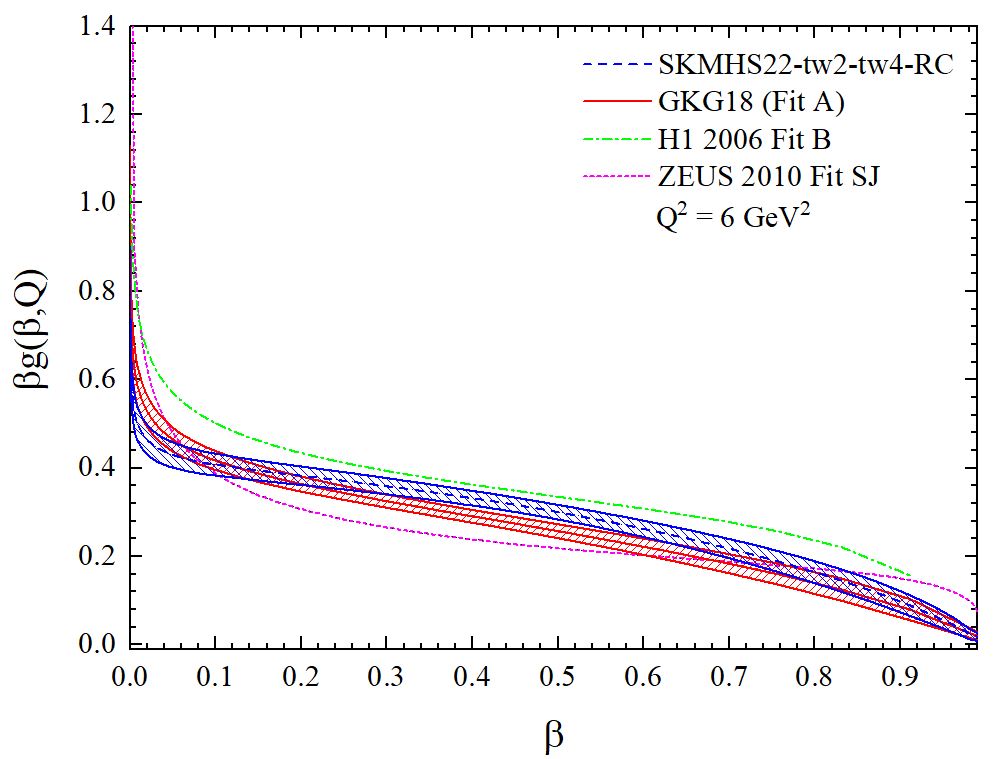 1.4
1.2
1.0
0.8
0.6
0.4
0.2
0.0
βg(β,Q)
SKMHS22-tw2-tw4-RC
GKG18 (Fit A)
H1 2006 Fit B
ZEUS 2010 Fit SJ
Q² = 6 GeV²
0.0 0.1 0.2 0.3 0.4 0.5 0.6 0.7 0.8 0.9
β